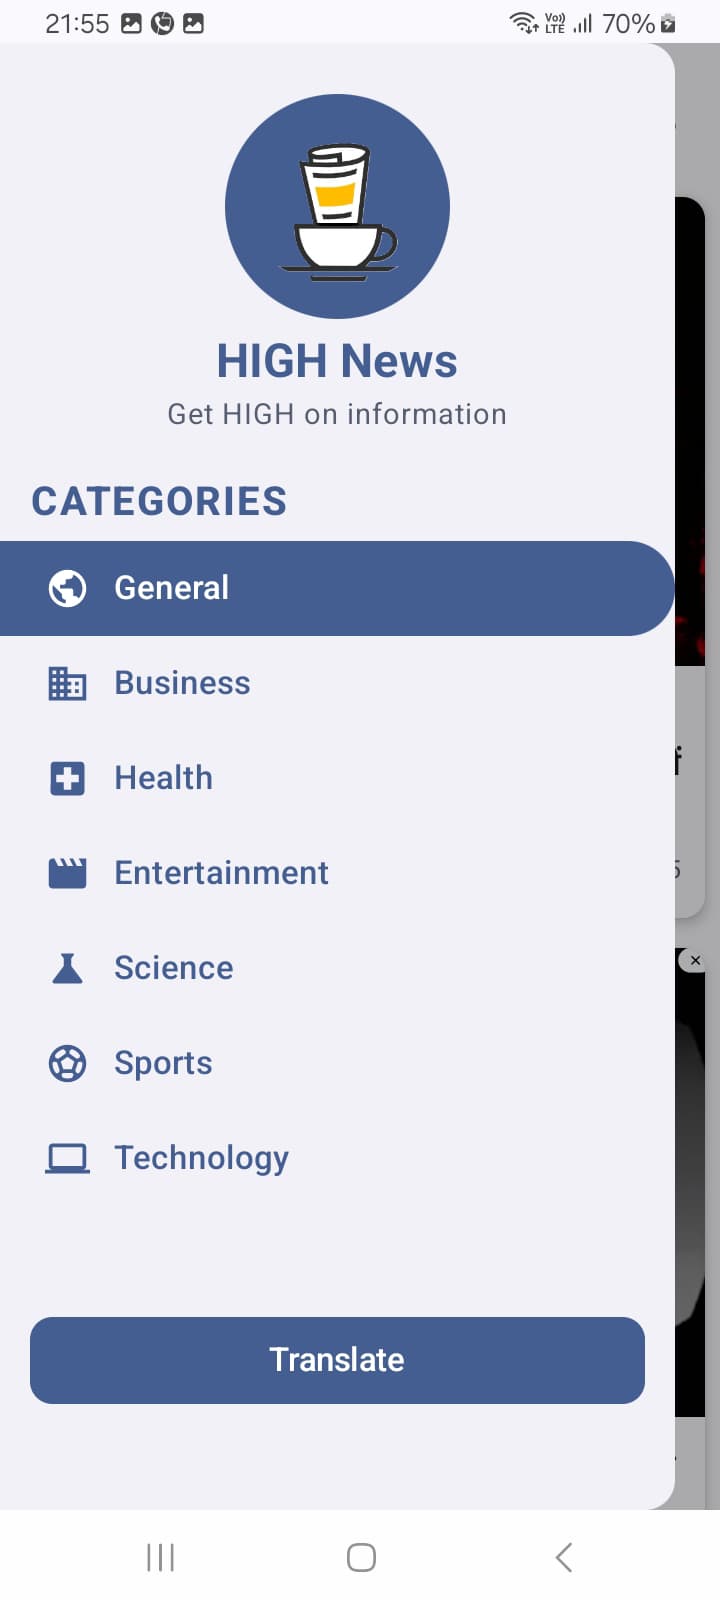 21:55 Vo)) LTE 70%
HIGH News
Get HIGH on information
CATEGORIES
General
Business
Health
Entertainment
Science
Sports
Technology
Translate